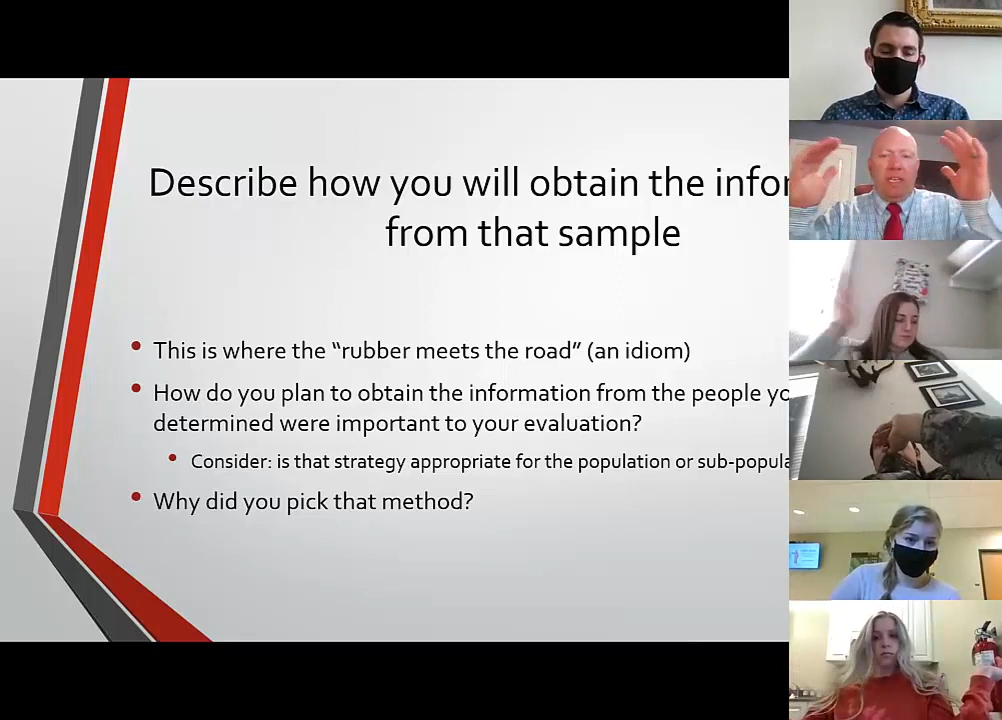 Describe how you will obtain the infor
from that sample
This is where the “rubber meets the road” (an idiom)
How do you plan to obtain the information from the people yo
determined were important to your evaluation?
Consider: is that strategy appropriate for the population or sub-popula
Why did you pick that method?